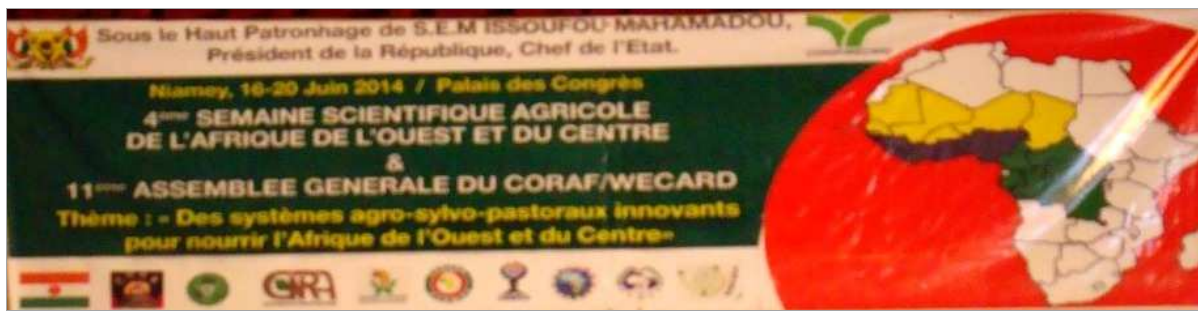 Sous le Haut Patronhage de S.E.M ISSOUFOU MAHAMADOU,
Président de la République, Chef de l'Etat.
Niamey, 16-20 Juin 2014 / Palais des Congrès
4ème SEMAINE SCIENTIFIQUE AGRICOLE
DE L'AFRIQUE DE L'OUEST ET DU CENTRE
&
11ème ASSEMBLEE GENERALE DU CORAF/WECARD
Thème : « Des systèmes agro-sylvo-pastoraux innovants
pour nourrir l'Afrique de l'Ouest et du Centre»